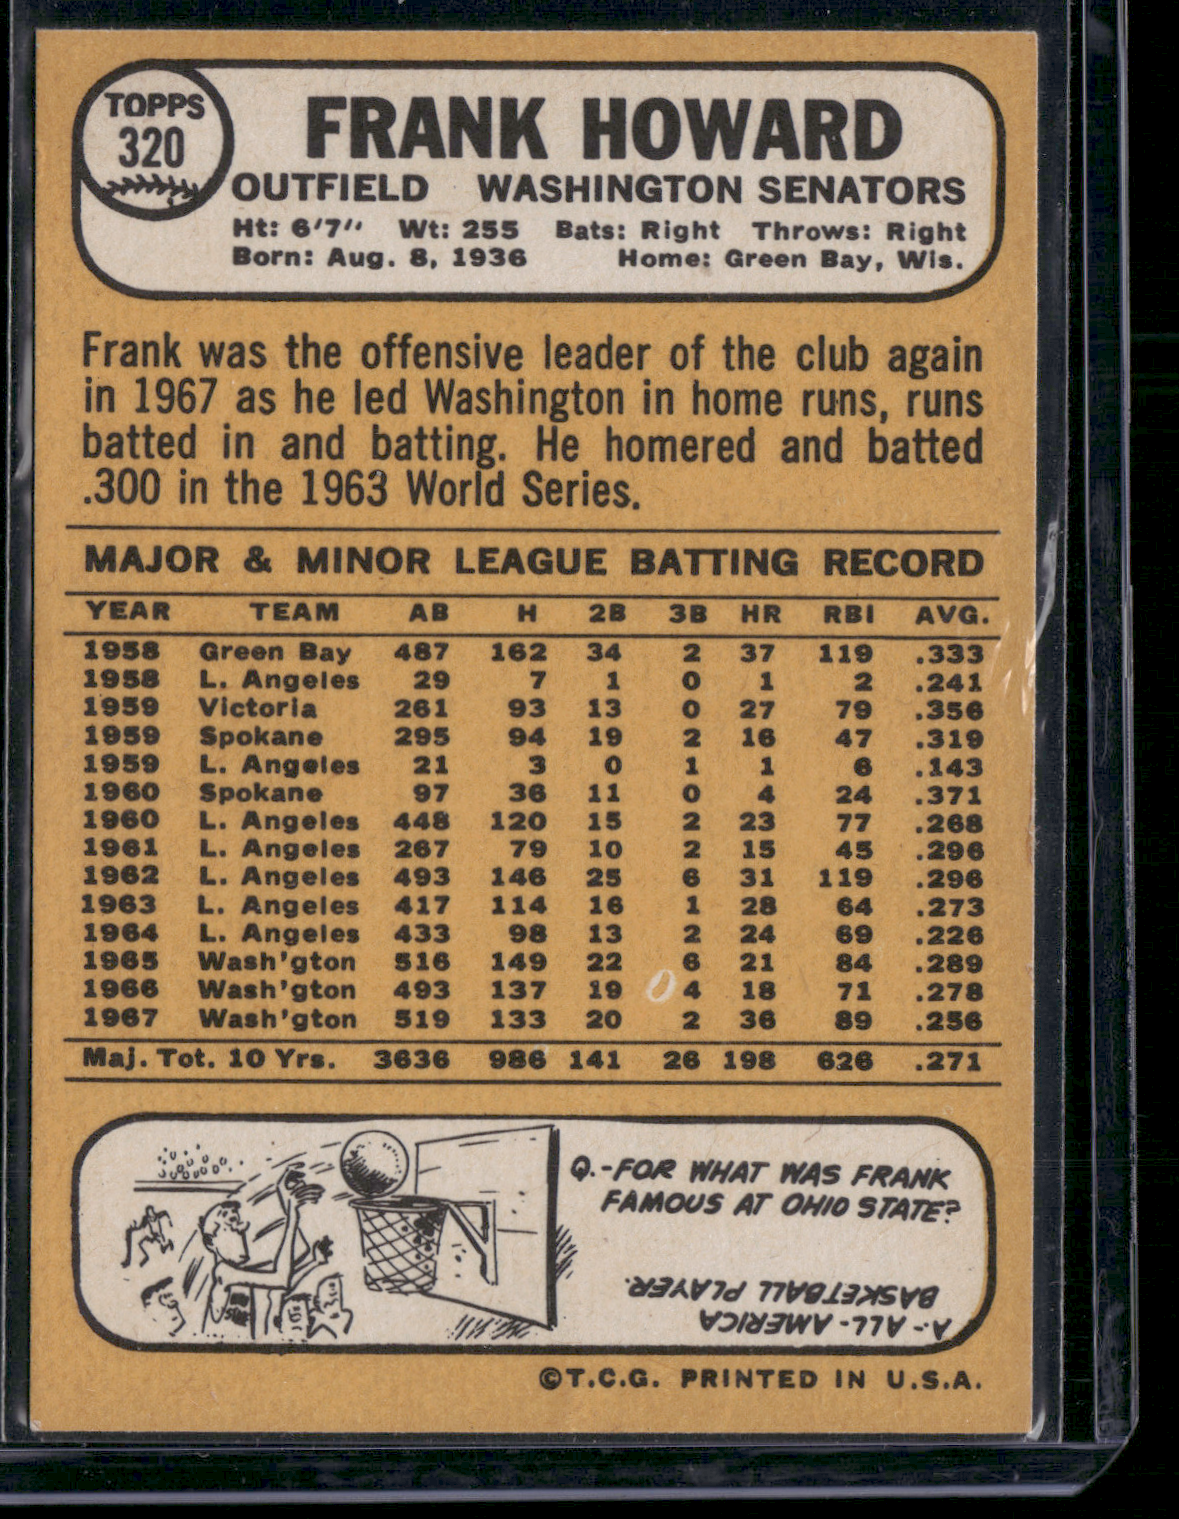 TOPPS
320
FRANK HOWARD
OUTFIELD WASHINGTON SENATORS
Ht: 6'7" Wt: 255 Bats: Right Throws: Right
Born: Aug. 8, 1936 Home: Green Bay, Wis.
Frank was the offensive leader of the club again
in 1967 as he led Washington in home runs, runs
batted in and batting. He homered and batted
.300 in the 1963 World Series.
MAJOR & MINOR LEAGUE BATTING RECORD
YEAR TEAM AB H 2B 3B HR RBI AVG.
1958 Green Bay 487 162 34 2 37 119 .333
1958 L. Angeles 29 7 1 0 1 2 .241
1959 Victoria 261 93 13 0 27 79 .356
1959 Spokane 295 94 19 2 16 47 .319
1959 L. Angeles 21 3 0 1 1 6 .143
1960 Spokane 97 36 11 0 4 24 .371
1960 L. Angeles 448 120 15 2 23 77 .268
1961 L. Angeles 267 79 10 2 15 45 .296
1962 L. Angeles 493 146 25 6 31 119 .296
1963 L. Angeles 417 114 16 1 28 64 .273
1964 L. Angeles 433 98 13 2 24 69 .226
1965 Wash'gton 516 149 22 6 21 84 .289
1966 Wash'gton 493 137 19 4 18 71 .278
1967 Wash'gton 519 133 20 2 36 89 .256
Maj. Tot. 10 Yrs. 3636 986 141 26 198 626 .271
Q.-FOR WHAT WAS FRANK
FAMOUS AT OHIO STATE?
A.-ALL-AMERICA
BASKETBALL PLAYER.
©T.C.G. PRINTED IN U.S.A.